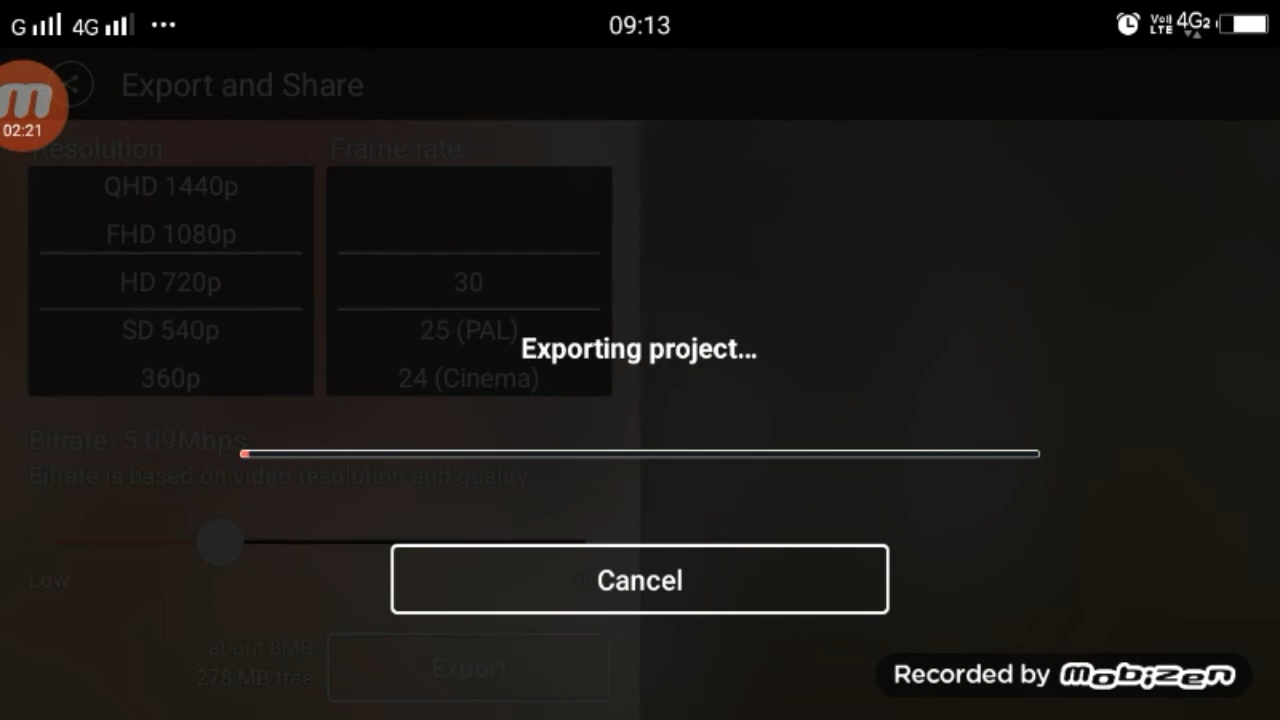 G 4G ... 09:13 Voll LTE 4G2
Export and Share
m
02:21
Resolution Frame rate
QHD 1440p
FHD 1080p
HD 720p 30
SD 540p 25 (PAL)
360p 24 (Cinema)
Exporting project...
Bitrate: 5.09Mbps
Bitrate is based on video resolution and quality
Low
Cancel
about 8MB
278 MB free
Export
Recorded by mobizen